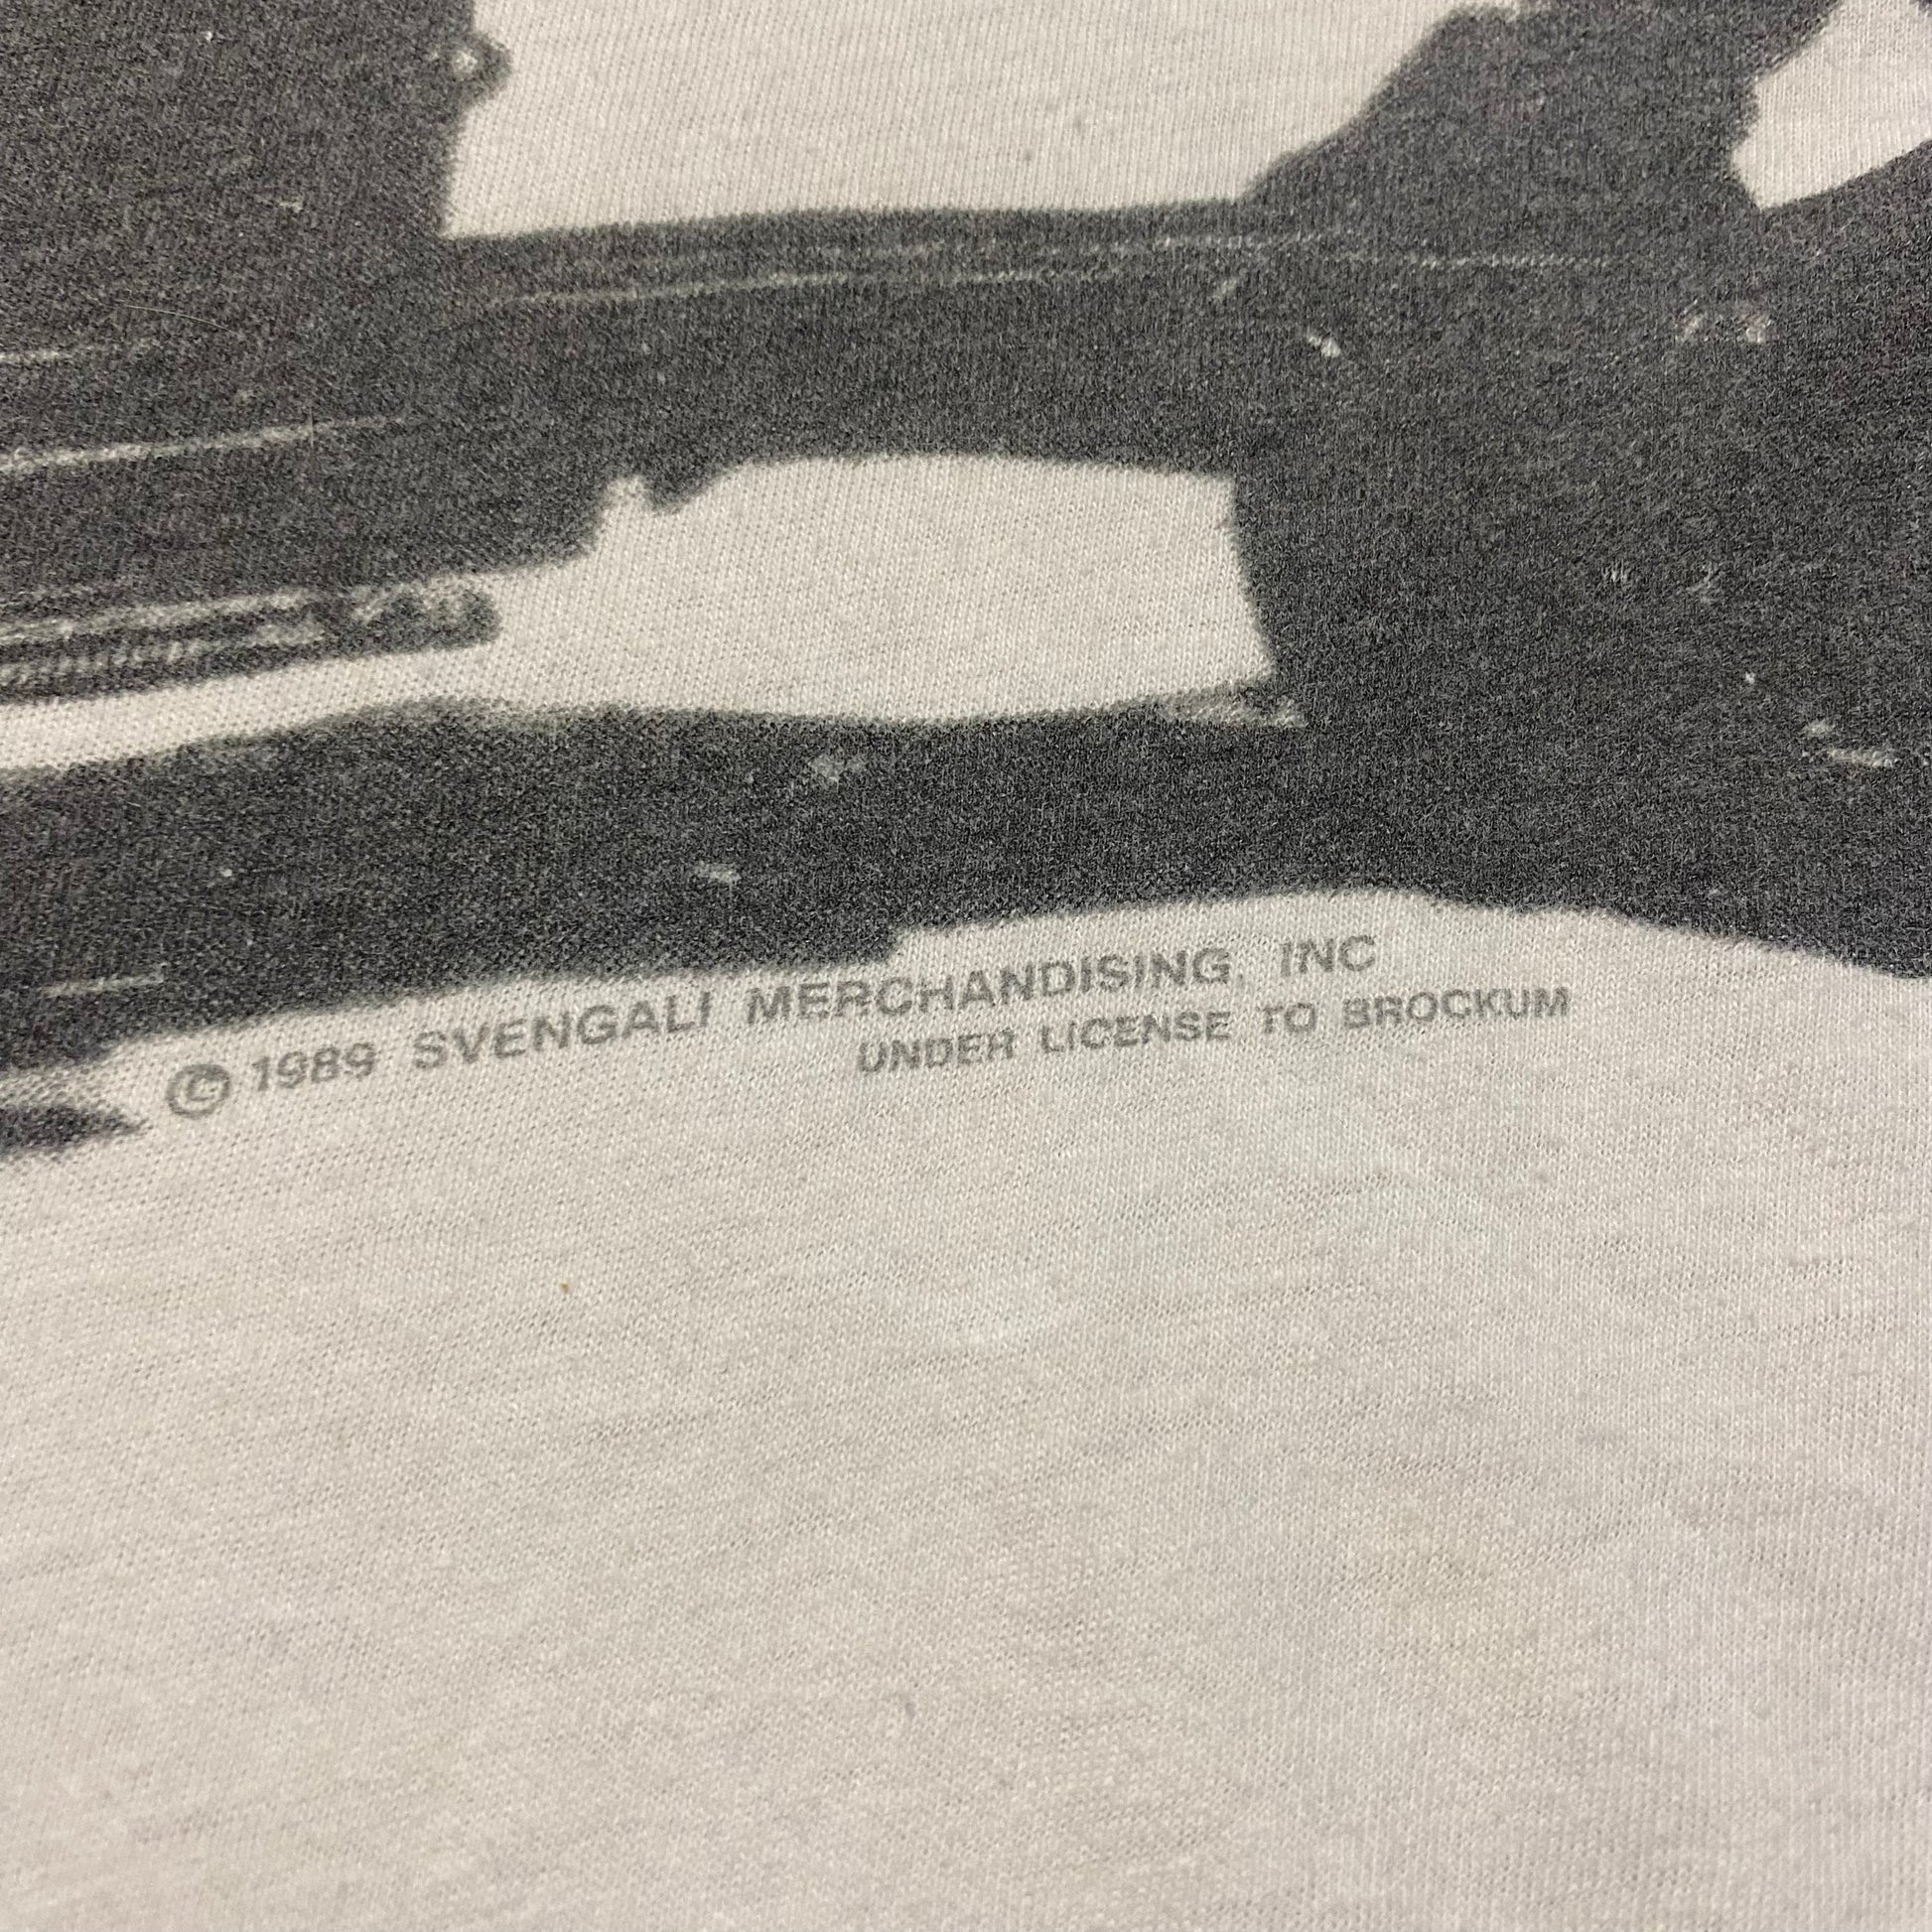 © 1989 SVENGALI MERCHANDISING, INC
UNDER LICENSE TO BROCKUM